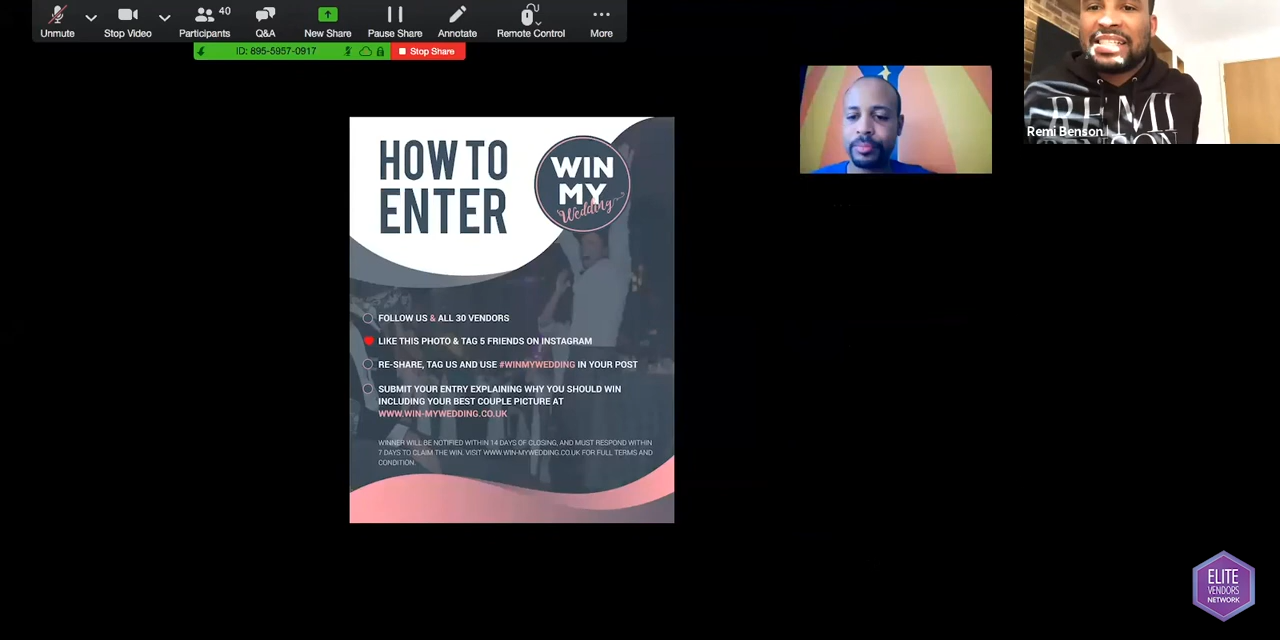 Unmute
Stop Video
Participants
40
Q&A
New Share
Pause Share
Annotate
Remote Control
More
ID: 895-5957-0917
Stop Share
Remi Benson
REMI
BENSON
HOW TO
ENTER
WIN
MY
Wedding
FOLLOW US & ALL 30 VENDORS
LIKE THIS PHOTO & TAG 5 FRIENDS ON INSTAGRAM
RE-SHARE, TAG US AND USE #WINMYWEDDING IN YOUR POST
SUBMIT YOUR ENTRY EXPLAINING WHY YOU SHOULD WIN
INCLUDING YOUR BEST COUPLE PICTURE AT
WWW.WIN-MYWEDDING.CO.UK
WINNER WILL BE NOTIFIED WITHIN 14 DAYS OF CLOSING, AND MUST RESPOND WITHIN
7 DAYS TO CLAIM THE WIN. VISIT WWW.WIN-MYWEDDING.CO.UK FOR FULL TERMS AND
CONDITION.
ELITE
VENDORS
NETWORK